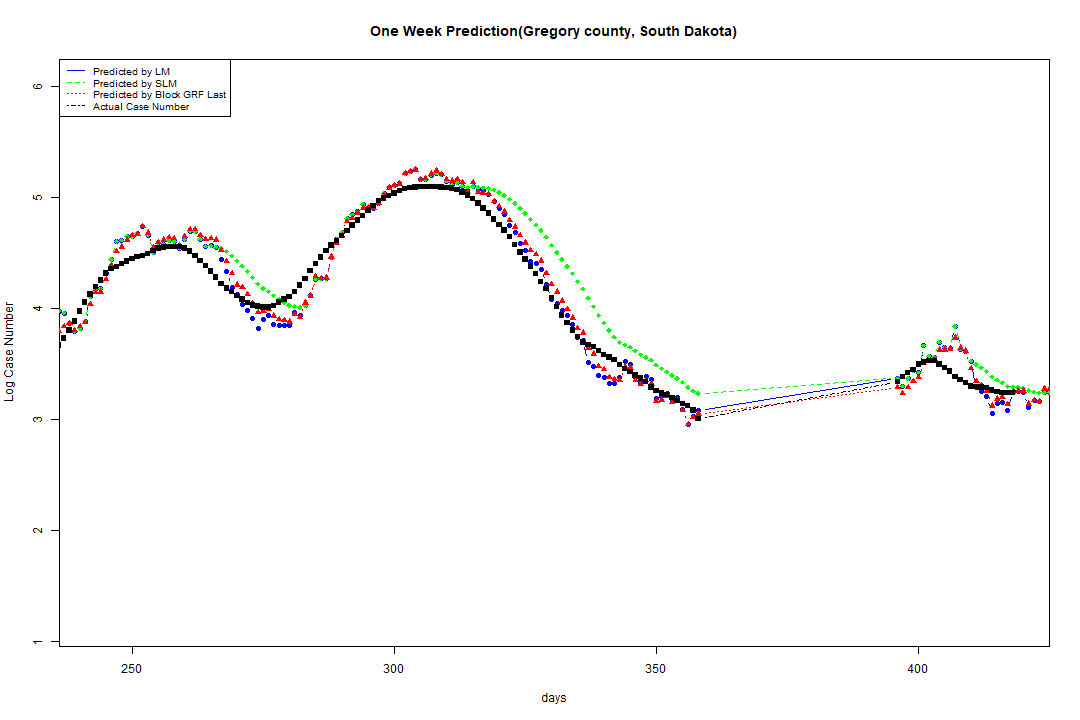 One Week Prediction(Gregory county, South Dakota)
Predicted by LM
Predicted by SLM
Predicted by Block GRF Last
Actual Case Number
6
5
4
3
2
1
Log Case Number
250
300
350
400
days